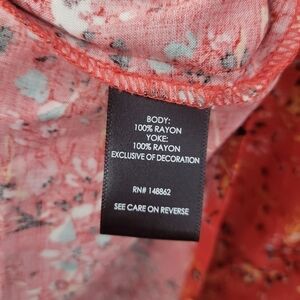 BODY:
100% RAYON
YOKE:
100% RAYON
EXCLUSIVE OF DECORATION
RN# 148862
SEE CARE ON REVERSE